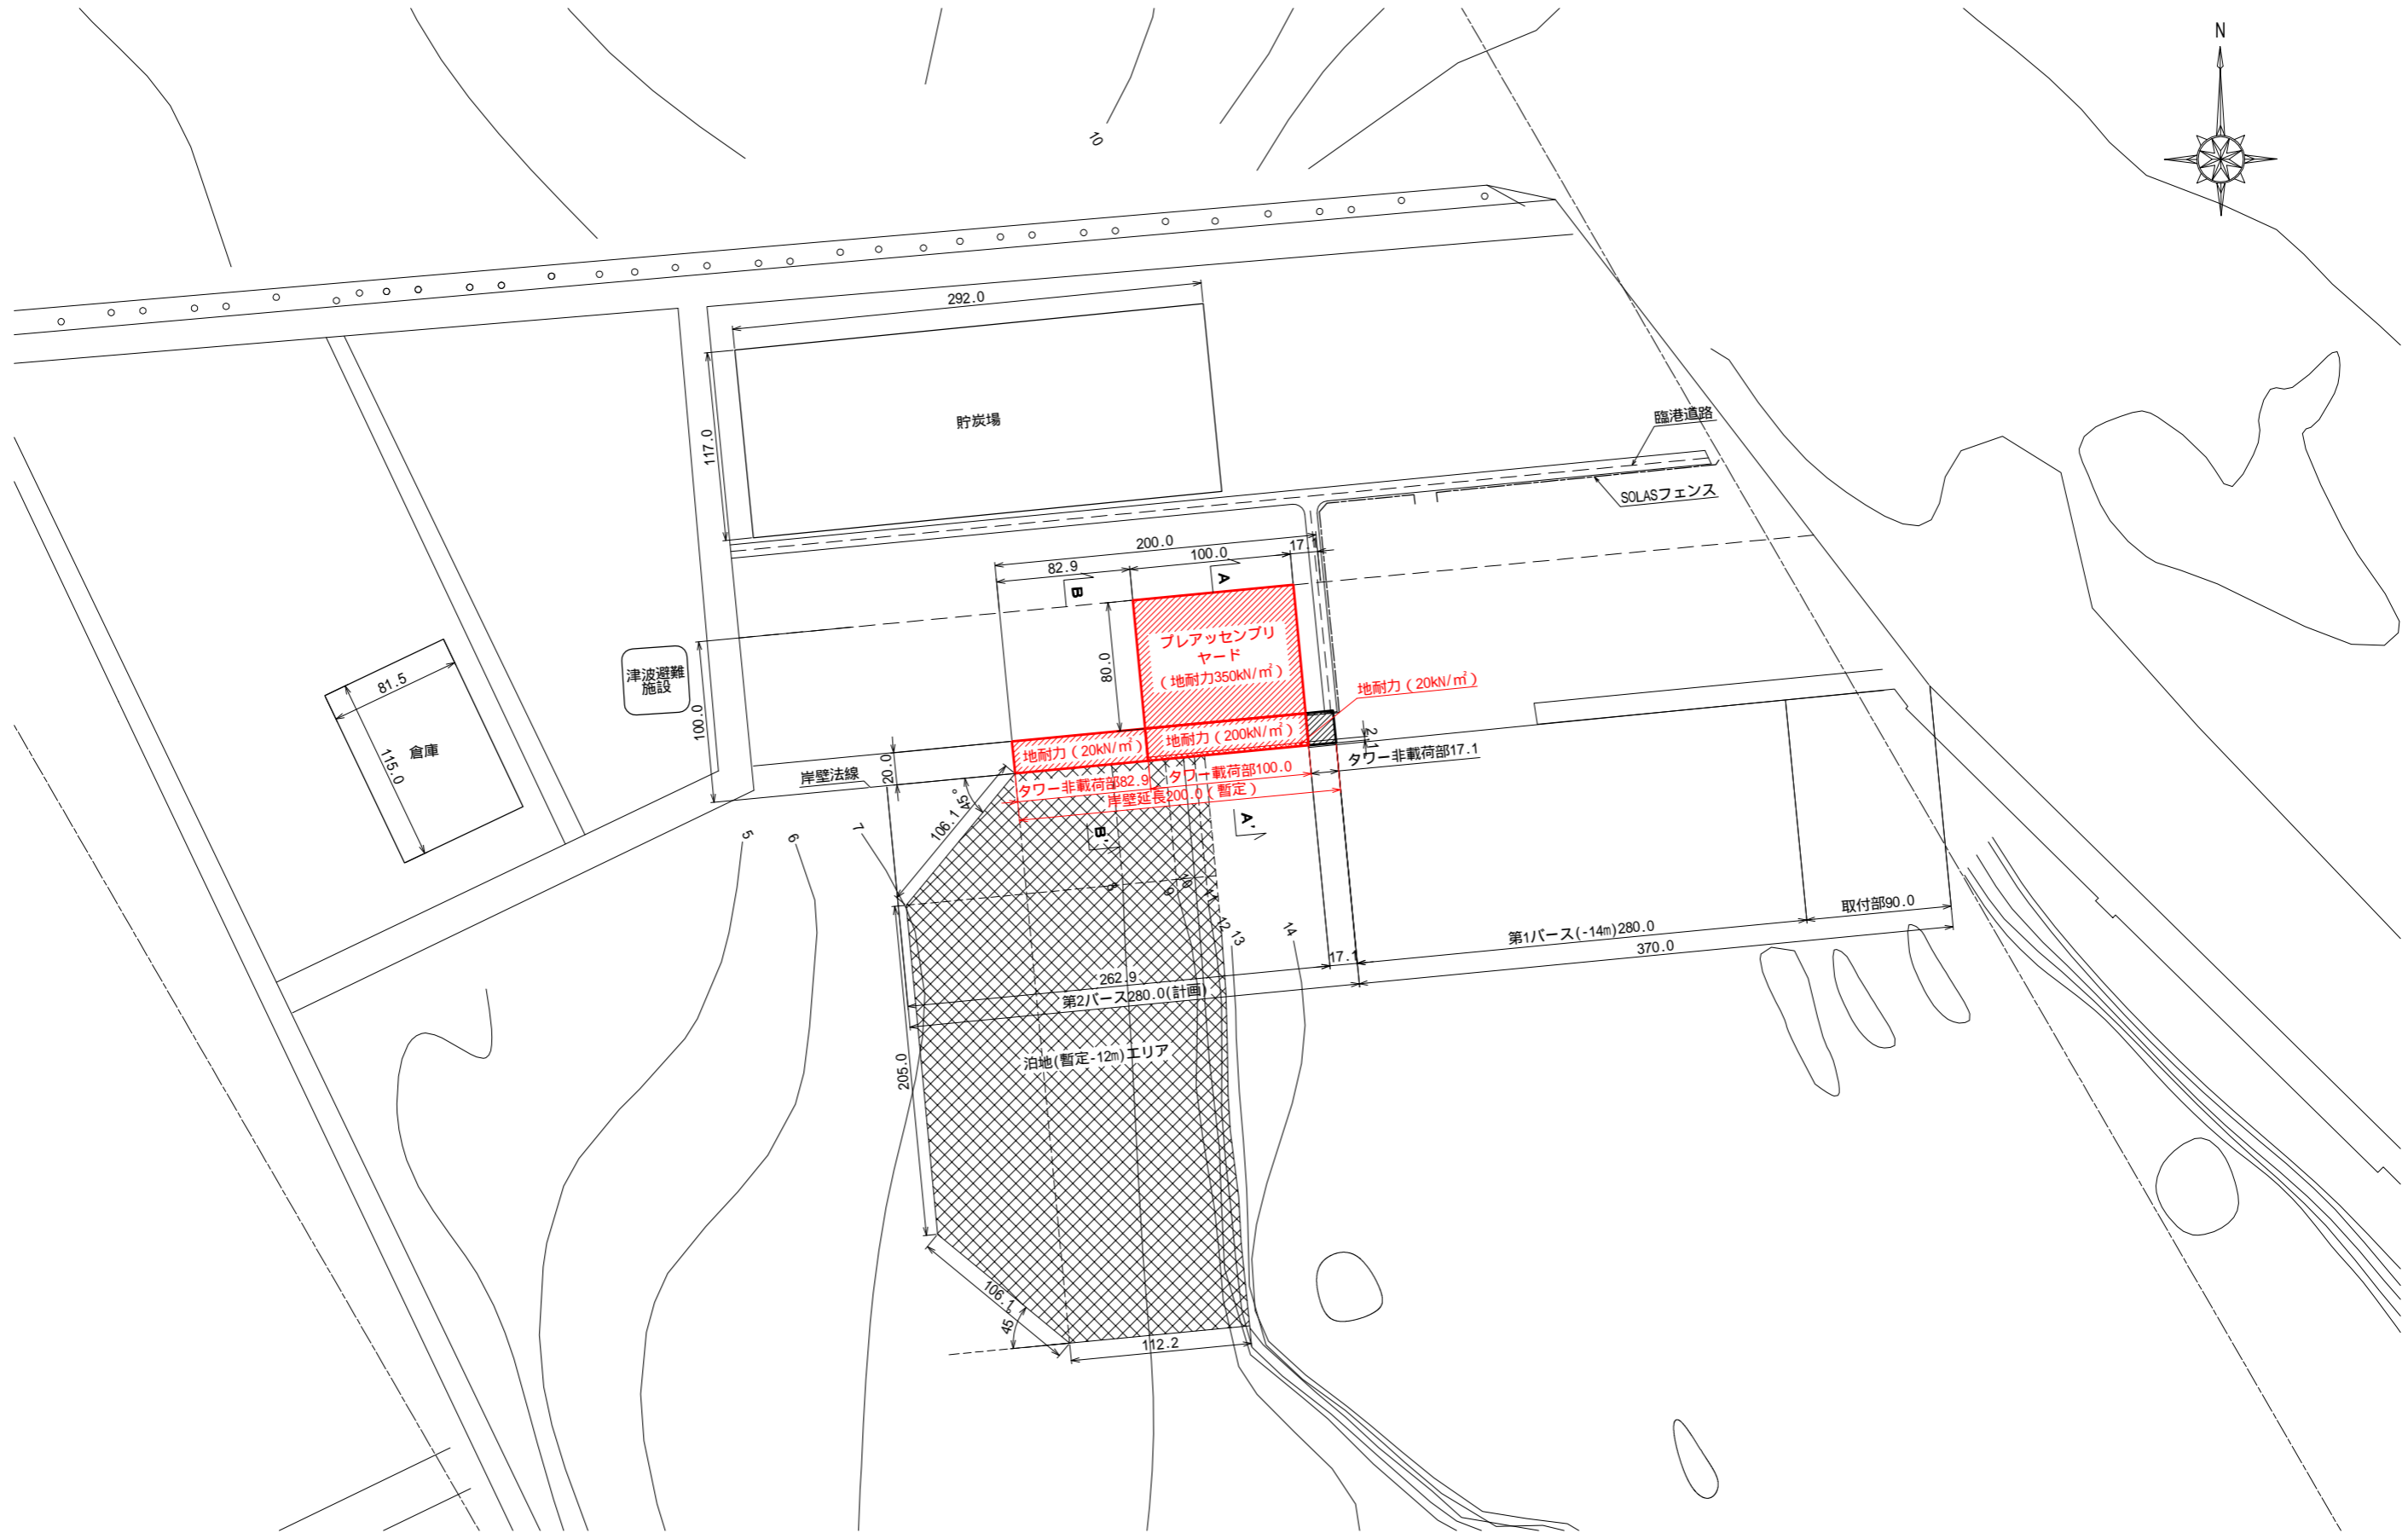 N
10
292.0
貯炭場
117.0
臨港道路
SOLASフェンス
200.0
82.9
100.0
17.1
B
A
プレアッセンブリ
ヤード
(地耐力350kN/㎡)
80.0
津波避難
施設
100.0
81.5
115.0
倉庫
地耐力(20kN/㎡)
地耐力(20kN/㎡)
地耐力(200kN/㎡)
2.1
タワー非載荷部17.1
岸壁法線
20.0
タワー非載荷部82.9
タワー載荷部100.0
岸壁延長200.0(暫定)
45°
106.1
B'
A'
5
6
7
8
9
10
11
12
13
14
取付部90.0
第1バース(-14m)280.0
370.0
17.1
262.9
第2バース280.0(計画)
泊地(暫定-12m)エリア
205.0
106.1
45°
112.2